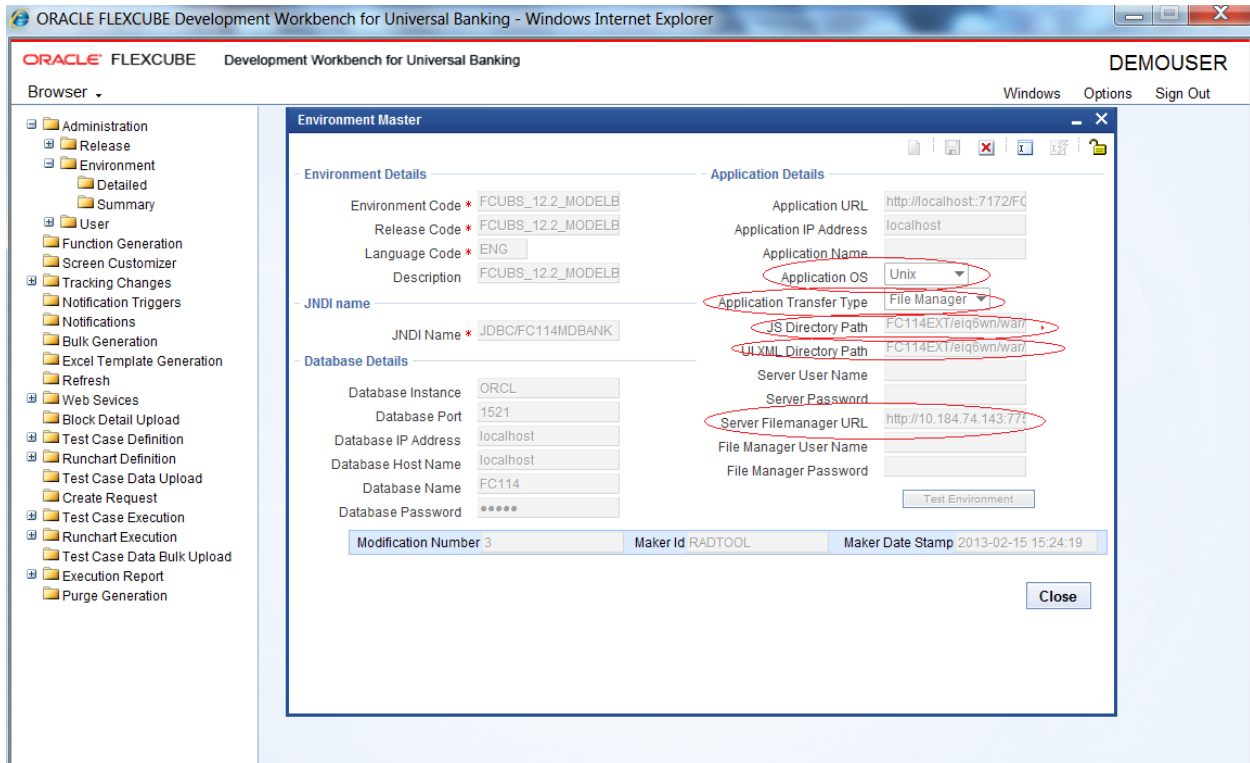 ORACLE FLEXCUBE Development Workbench for Universal Banking - Windows Internet Explorer
ORACLE FLEXCUBE Development Workbench for Universal Banking
DEMOUSER
Browser
Windows Options Sign Out
Administration
Release
Environment
Detailed
Summary
User
Function Generation
Screen Customizer
Tracking Changes
Notification Triggers
Notifications
Bulk Generation
Excel Template Generation
Refresh
Web Sevices
Block Detail Upload
Test Case Definition
Runchart Definition
Test Case Data Upload
Create Request
Test Case Execution
Runchart Execution
Test Case Data Bulk Upload
Execution Report
Purge Generation
Environment Master
Environment Details
Environment Code * FCUBS_12.2_MODELB
Release Code * FCUBS_12.2_MODELB
Language Code * ENG
Description FCUBS_12.2_MODELB
JNDI name
JNDI Name * JDBC/FC114MDBANK
Database Details
Database Instance ORCL
Database Port 1521
Database IP Address localhost
Database Host Name localhost
Database Name FC114
Database Password •••••
Application Details
Application URL http://localhost::7172/FC
Application IP Address localhost
Application Name
Application OS Unix
Application Transfer Type File Manager
JS Directory Path FC114EXT/eiq6wn/war/
UI XML Directory Path FC114EXT/eiq6wn/war/
Server User Name
Server Password
Server Filemanager URL http://10.184.74.143:775
File Manager User Name
File Manager Password
Test Environment
Modification Number 3 Maker Id RADTOOL Maker Date Stamp 2013-02-15 15:24:19
Close